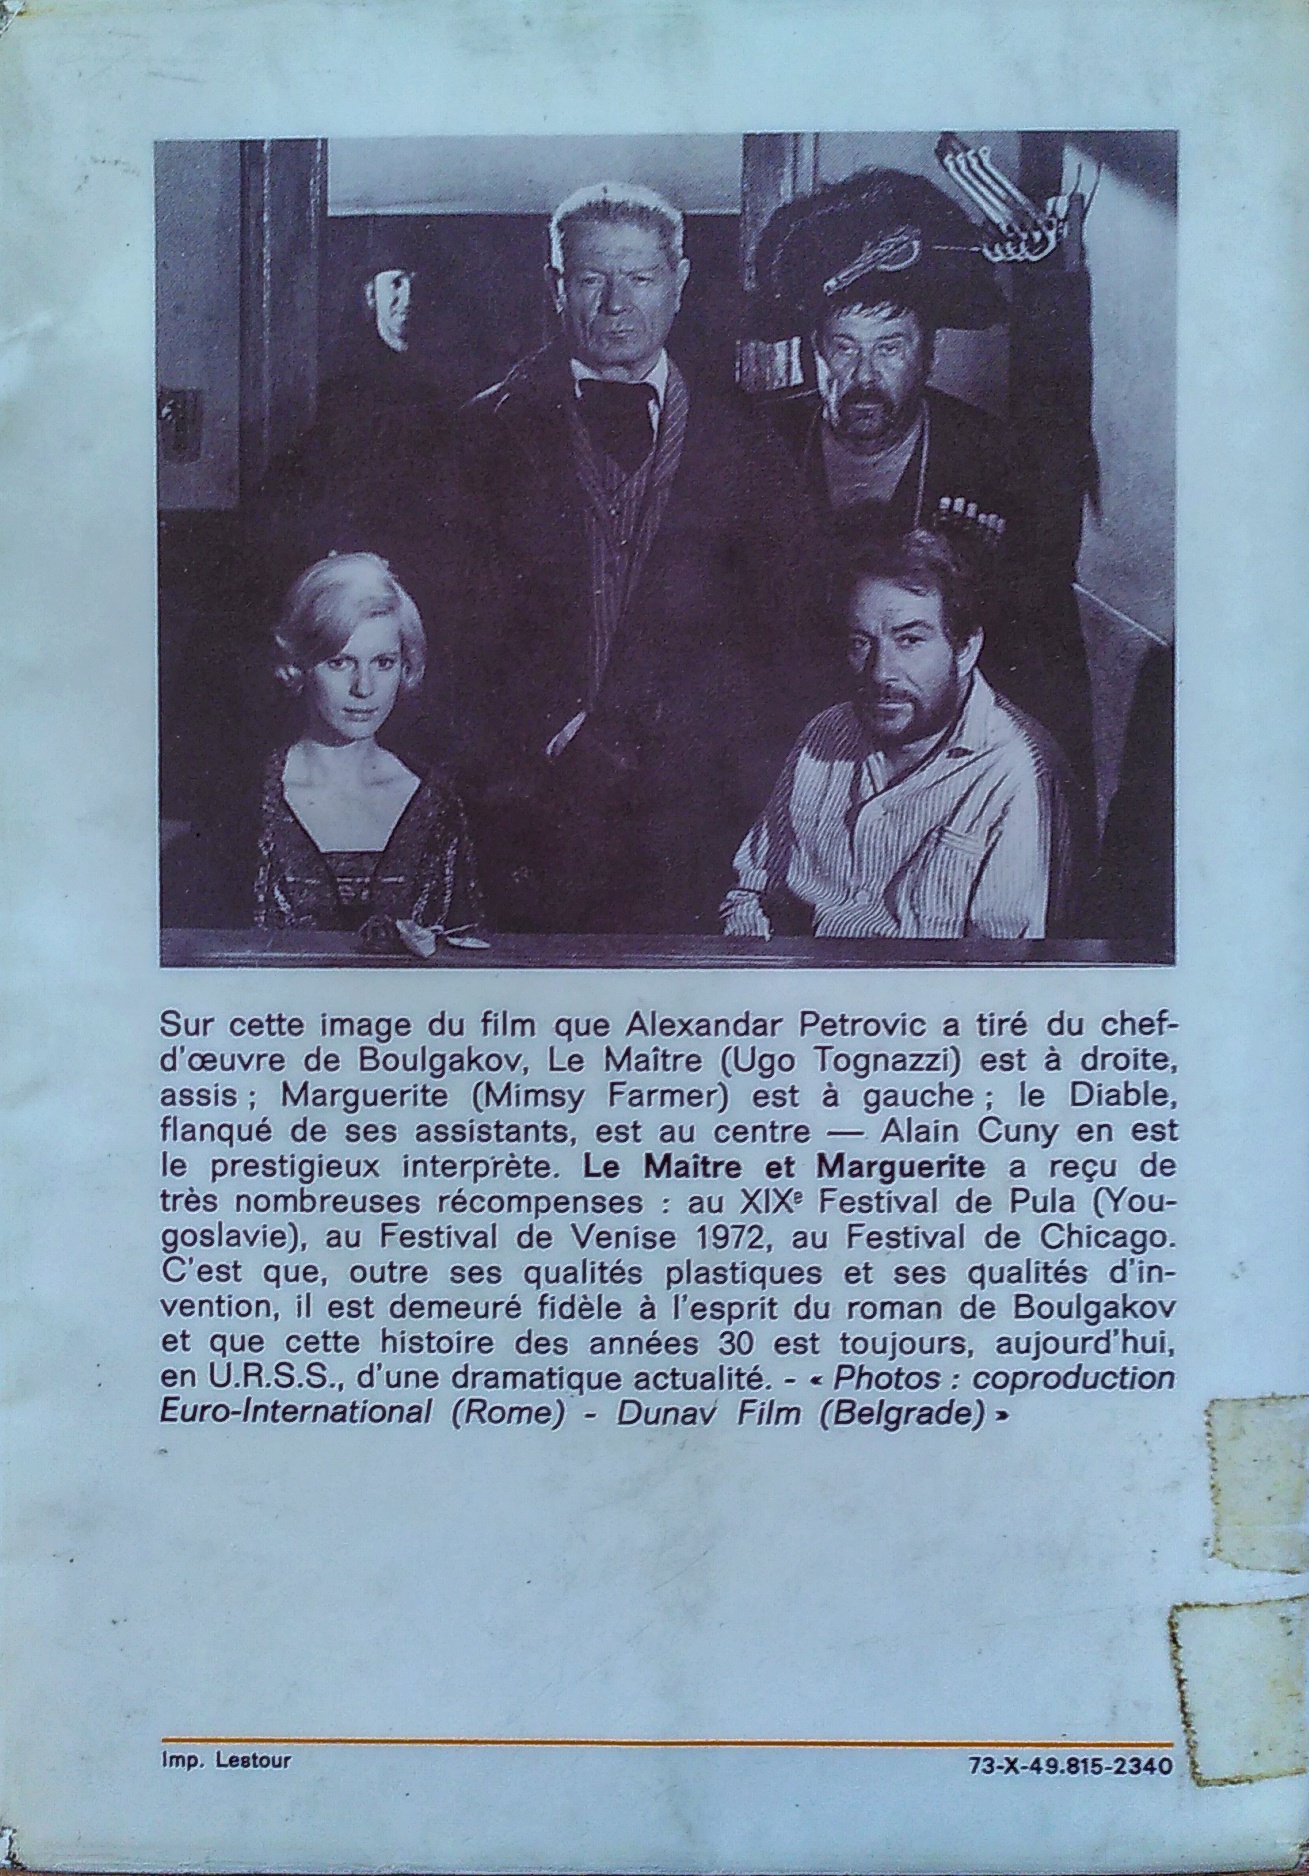 Sur cette image du film que Alexandar Petrovic a tiré du chef-
d'œuvre de Boulgakov, Le Maître (Ugo Tognazzi) est à droite,
assis ; Marguerite (Mimsy Farmer) est à gauche ; le Diable,
flanqué de ses assistants, est au centre — Alain Cuny en est
le prestigieux interprète. Le Maître et Marguerite a reçu de
très nombreuses récompenses : au XIXe Festival de Pula (You-
goslavie), au Festival de Venise 1972, au Festival de Chicago.
C'est que, outre ses qualités plastiques et ses qualités d'in-
vention, il est demeuré fidèle à l'esprit du roman de Boulgakov
et que cette histoire des années 30 est toujours, aujourd'hui,
en U.R.S.S., d'une dramatique actualité. - « Photos : coproduction
Euro-International (Rome) - Dunav Film (Belgrade) »
Imp. Lestour
73-X-49.815-2340